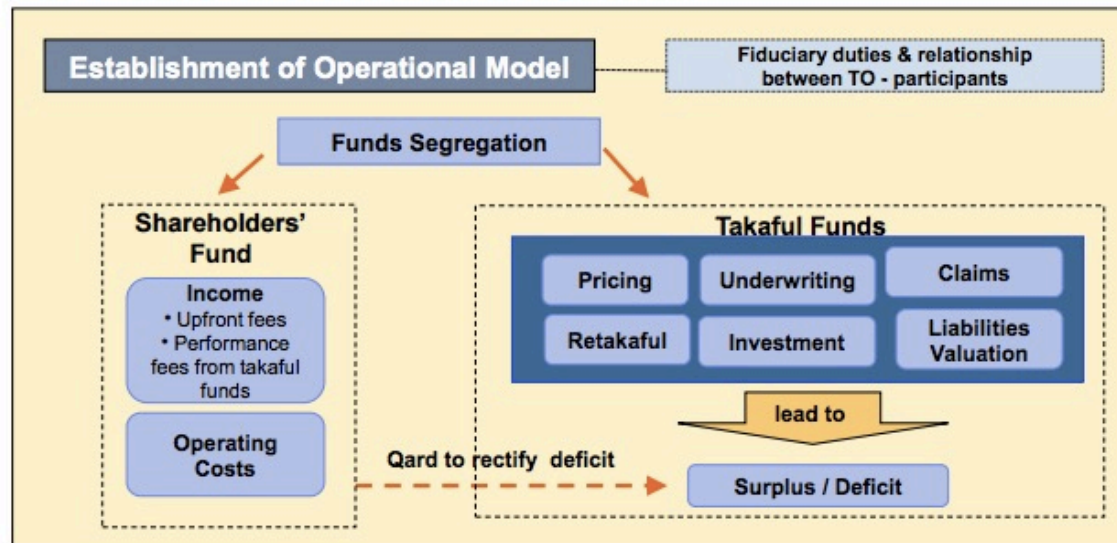 Establishment of Operational Model
Fiduciary duties & relationship
between TO - participants
Funds Segregation
Shareholders'
Fund
Income
• Upfront fees
• Performance
fees from takaful
funds
Operating
Costs
Qard to rectify deficit
Takaful Funds
Pricing
Underwriting
Claims
Retakaful
Investment
Liabilities
Valuation
lead to
Surplus / Deficit